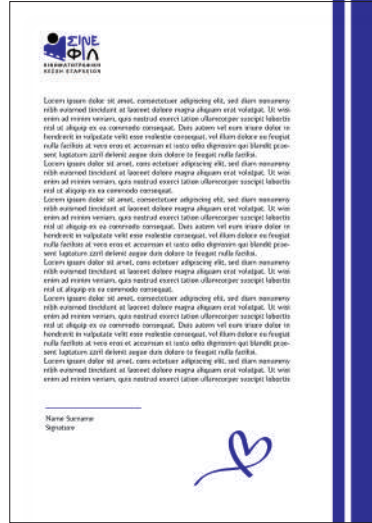 ΣΙΝΕ
ΦΙΛ
ΚΙΝΗΜΑΤΟΓΡΑΦΙΚΗ
ΛΕΣΧΗ ΕΤΑΙΡΕΙΩΝ
Lorem ipsum dolor sit amet, consectetuer adipiscing elit, sed diam nonummy
nibh euismod tincidunt ut laoreet dolore magna aliquam erat volutpat. Ut wisi
enim ad minim veniam, quis nostrud exerci tation ullamcorper suscipit lobortis
nisl ut aliquip ex ea commodo consequat. Duis autem vel eum iriure dolor in
hendrerit in vulputate velit esse molestie consequat, vel illum dolore eu feugiat
nulla facilisis at vero eros et accumsan et iusto odio dignissim qui blandit prae-
sent luptatum zzril delenit augue duis dolore te feugait nulla facilisi.
Lorem ipsum dolor sit amet, cons ectetuer adipiscing elit, sed diam nonummy
nibh euismod tincidunt ut laoreet dolore magna aliquam erat volutpat. Ut wisi
enim ad minim veniam, quis nostrud exerci tation ullamcorper suscipit lobortis
nisl ut aliquip ex ea commodo consequat.
Lorem ipsum dolor sit amet, consectetuer adipiscing elit, sed diam nonummy
nibh euismod tincidunt ut laoreet dolore magna aliquam erat volutpat. Ut wisi
enim ad minim veniam, quis nostrud exerci tation ullamcorper suscipit lobortis
nisl ut aliquip ex ea commodo consequat. Duis autem vel eum iriure dolor in
hendrerit in vulputate velit esse molestie consequat, vel illum dolore eu feugiat
nulla facilisis at vero eros et accumsan et iusto odio dignissim qui blandit prae-
sent luptatum zzril delenit augue duis dolore te feugait nulla facilisi.
Lorem ipsum dolor sit amet, cons ectetuer adipiscing elit, sed diam nonummy
nibh euismod tincidunt ut laoreet dolore magna aliquam erat volutpat. Ut wisi
enim ad minim veniam, quis nostrud exerci tation ullamcorper suscipit lobortis
nisl ut aliquip ex ea commodo consequat.
Lorem ipsum dolor sit amet, consectetuer adipiscing elit, sed diam nonummy
nibh euismod tincidunt ut laoreet dolore magna aliquam erat volutpat. Ut wisi
enim ad minim veniam, quis nostrud exerci tation ullamcorper suscipit lobortis
nisl ut aliquip ex ea commodo consequat. Duis autem vel eum iriure dolor in
hendrerit in vulputate velit esse molestie consequat, vel illum dolore eu feugiat
nulla facilisis at vero eros et accumsan et iusto odio dignissim qui blandit prae-
sent luptatum zzril delenit augue duis dolore te feugait nulla facilisi.
Lorem ipsum dolor sit amet, cons ectetuer adipiscing elit, sed diam nonummy
nibh euismod tincidunt ut laoreet dolore magna aliquam erat volutpat. Ut wisi
enim ad minim veniam, quis nostrud exerci tation ullamcorper suscipit lobortis
Name Surname
Signature